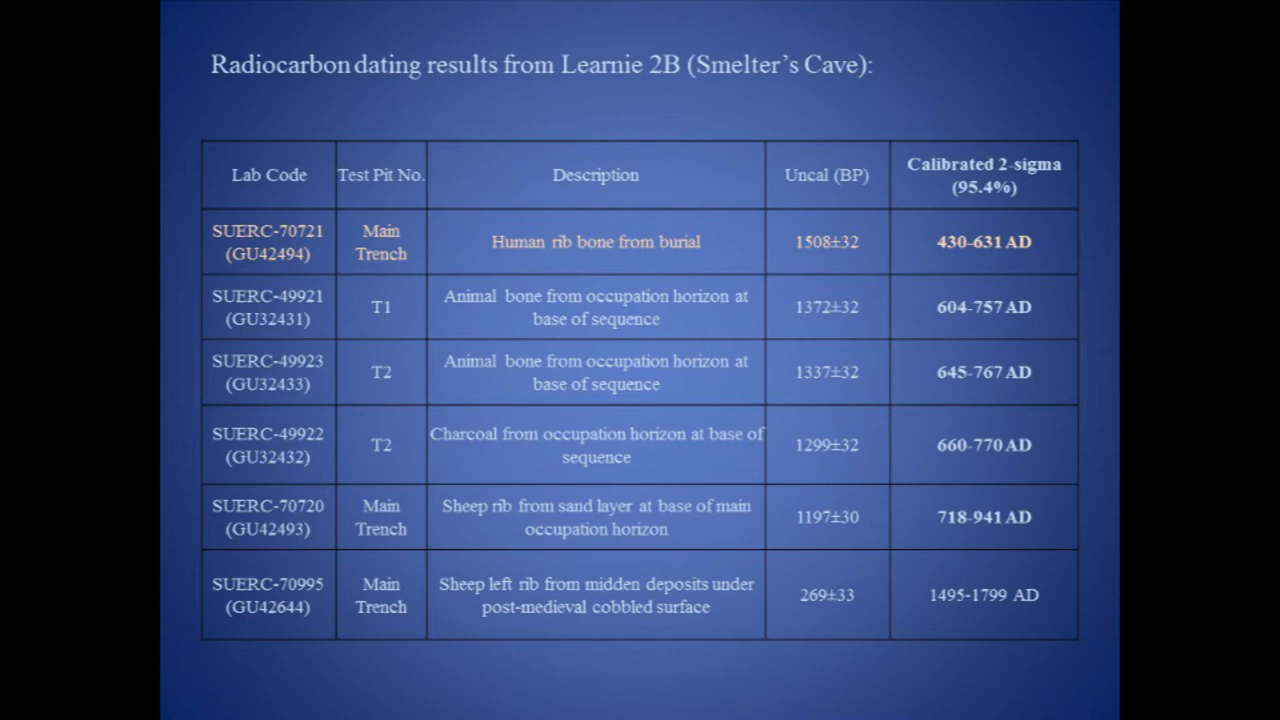 Radiocarbon dating results from Learnie 2B (Smelter’s Cave):
Lab Code Test Pit No. Description Uncal (BP) Calibrated 2-sigma
(95.4%)
SUERC-70721 Main Human rib bone from burial 1508±32 430-631 AD
(GU42494) Trench
SUERC-49921 T1 Animal bone from occupation horizon at 1372±32 604-757 AD
(GU32431) base of sequence
SUERC-49923 T2 Animal bone from occupation horizon at 1337±32 645-767 AD
(GU32433) base of sequence
SUERC-49922 T2 Charcoal from occupation horizon at base of 1299±32 660-770 AD
(GU32432) sequence
SUERC-70720 Main Sheep rib from sand layer at base of main 1197±30 718-941 AD
(GU42493) Trench occupation horizon
SUERC-70995 Main Sheep left rib from midden deposits under 269±33 1495-1799 AD
(GU42644) Trench post-medieval cobbled surface